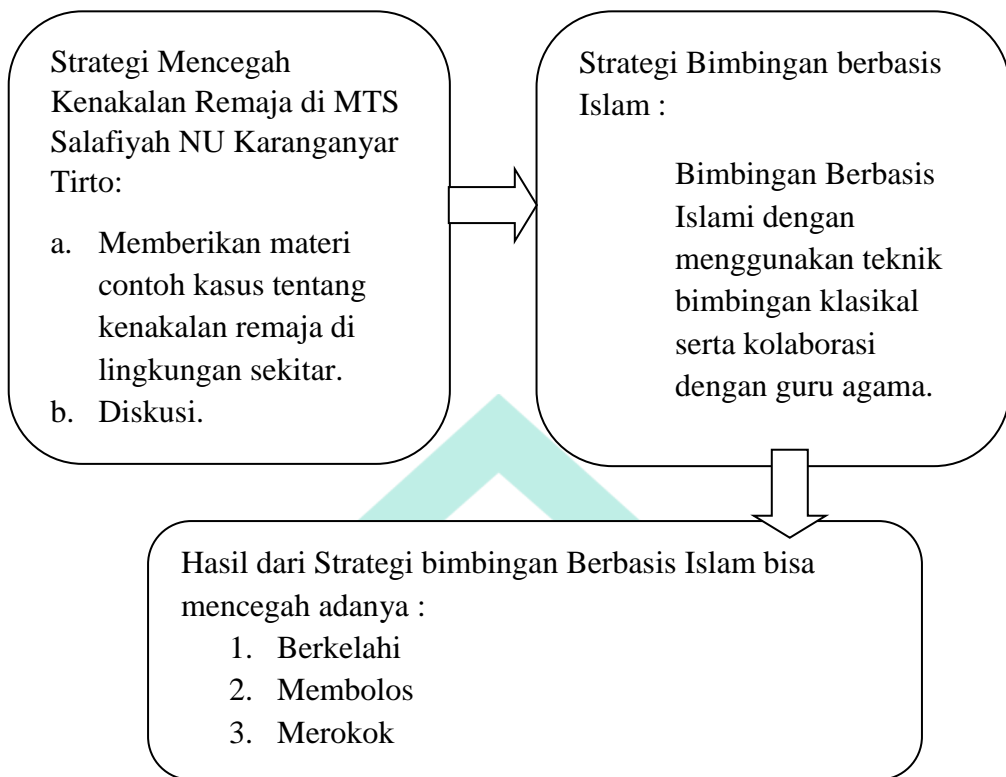 Strategi Mencegah
Kenakalan Remaja di MTS
Salafiyah NU Karanganyar
Tirto:
a. Memberikan materi
contoh kasus tentang
kenakalan remaja di
lingkungan sekitar.
b. Diskusi.
Strategi Bimbingan berbasis
Islam :
Bimbingan Berbasis
Islami dengan
menggunakan teknik
bimbingan klasikal
serta kolaborasi
dengan guru agama.
Hasil dari Strategi bimbingan Berbasis Islam bisa
mencegah adanya :
1. Berkelahi
2. Membolos
3. Merokok